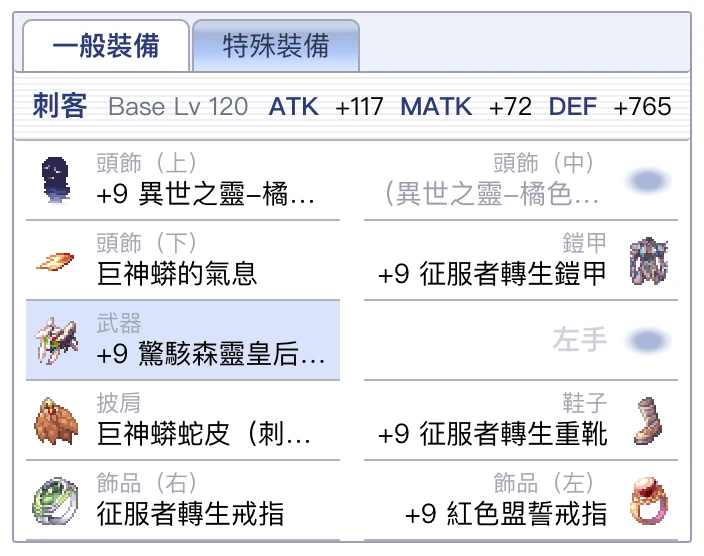 一般裝備 特殊裝備
刺客 Base Lv 120 ATK +117 MATK +72 DEF +765
頭飾（上）
+9 異世之靈-橘...
頭飾（中）
（異世之靈-橘色...
頭飾（下）
巨神蟒的氣息
鎧甲
+9 征服者轉生鎧甲
武器
+9 驚駭森靈皇后...
左手
披肩
巨神蟒蛇皮（刺...
鞋子
+9 征服者轉生重靴
飾品（右）
征服者轉生戒指
飾品（左）
+9 紅色盟誓戒指